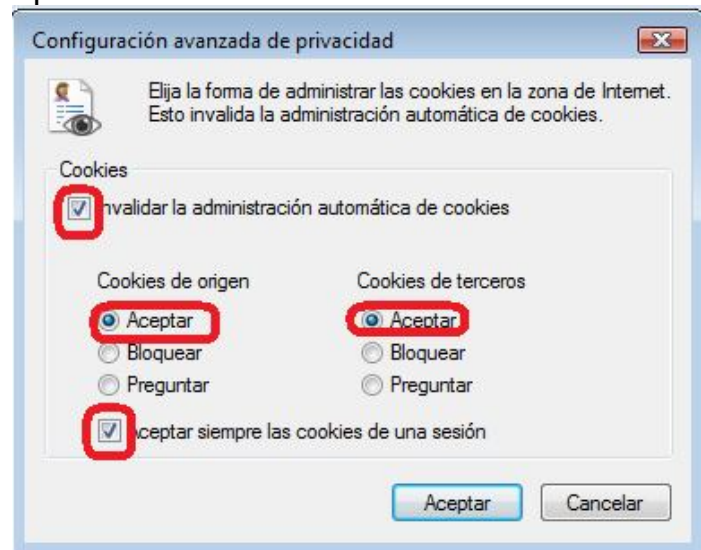 Configuración avanzada de privacidad
Elija la forma de administrar las cookies en la zona de Internet.
Esto invalida la administración automática de cookies.
Cookies
Invalidar la administración automática de cookies
Cookies de origen
Cookies de terceros
Aceptar
Aceptar
Bloquear
Bloquear
Preguntar
Preguntar
Aceptar siempre las cookies de una sesión
Aceptar
Cancelar